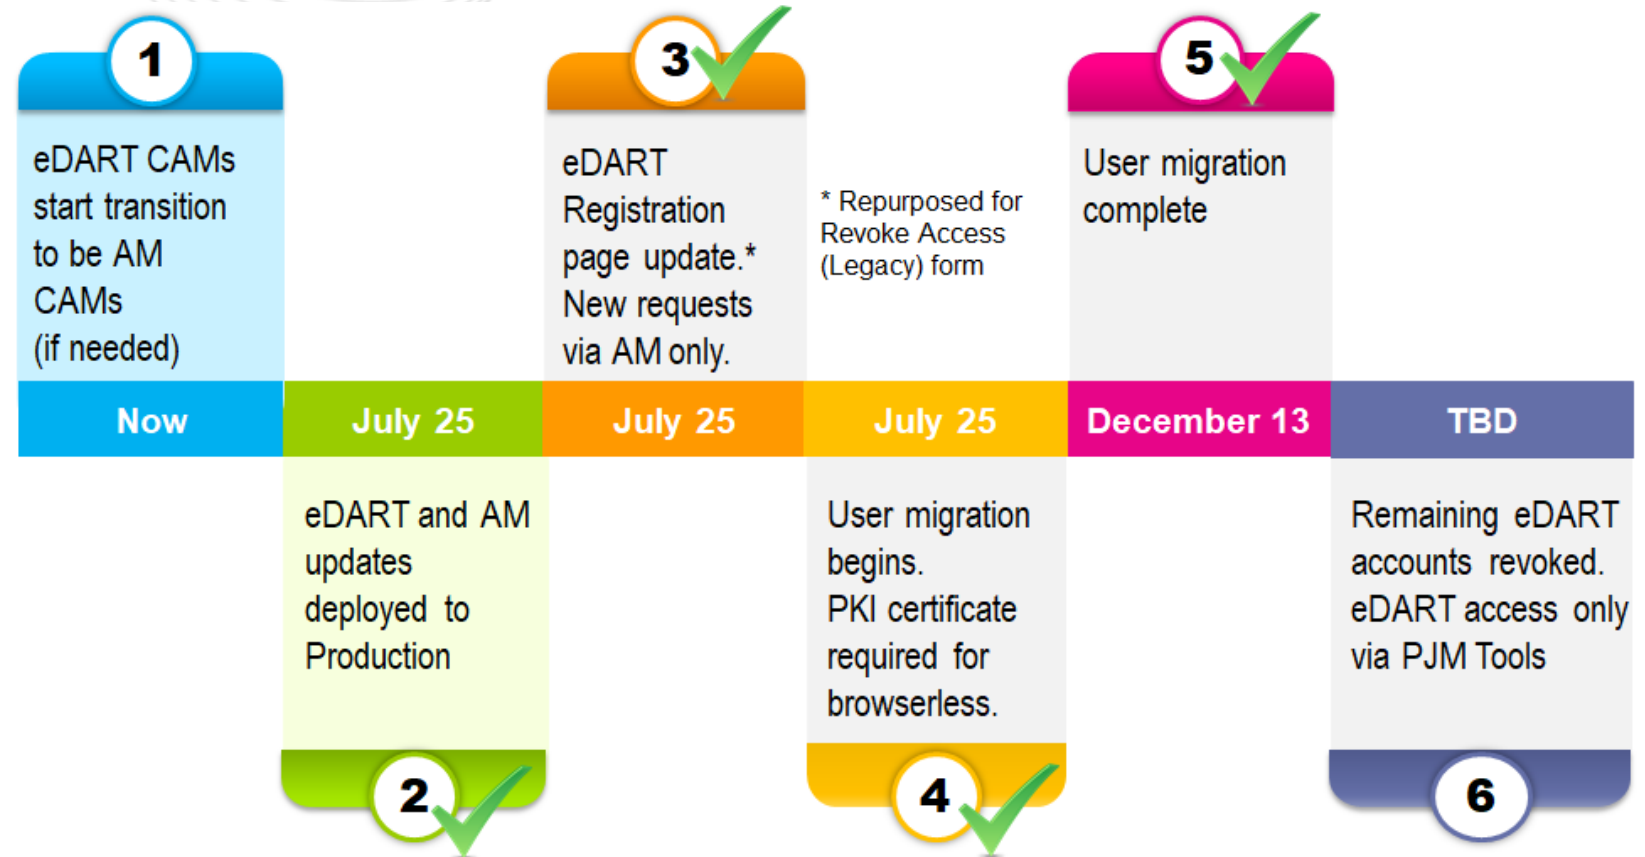 1
eDART CAMs
start transition
to be AM
CAMs
(if needed)
Now
July 25
eDART and AM
updates
deployed to
Production
2
3
eDART
Registration
page update.*
New requests
via AM only.
July 25
* Repurposed for
Revoke Access
(Legacy) form
July 25
User migration
begins.
PKI certificate
required for
browserless.
4
5
User migration
complete
December 13
TBD
Remaining eDART
accounts revoked.
eDART access only
via PJM Tools
6